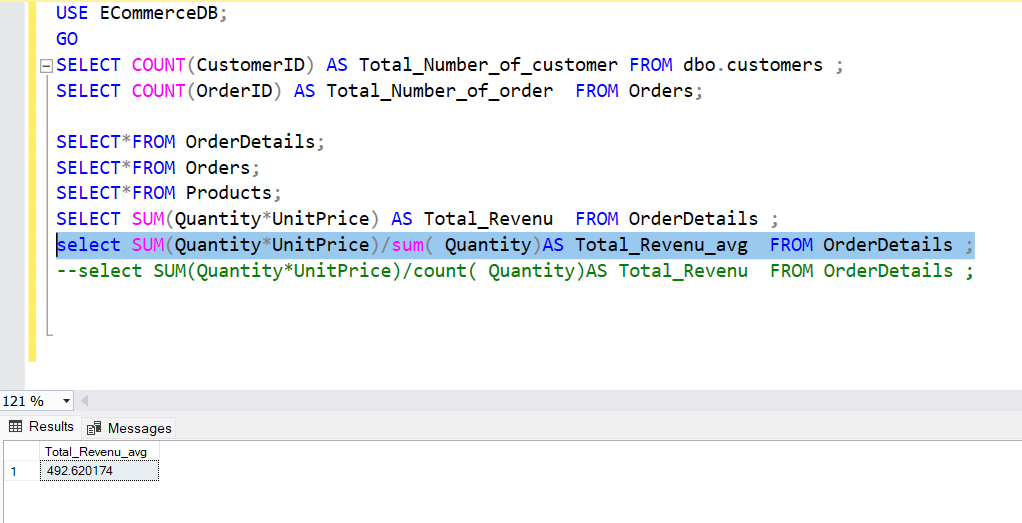 USE ECommerceDB;
GO
SELECT COUNT(CustomerID) AS Total_Number_of_customer FROM dbo.customers ;
SELECT COUNT(OrderID) AS Total_Number_of_order  FROM Orders;
SELECT*FROM OrderDetails;
SELECT*FROM Orders;
SELECT*FROM Products;
SELECT SUM(Quantity*UnitPrice) AS Total_Revenu  FROM OrderDetails ;
select SUM(Quantity*UnitPrice)/sum( Quantity)AS Total_Revenu_avg  FROM OrderDetails ;
--select SUM(Quantity*UnitPrice)/count( Quantity)AS Total_Revenu  FROM OrderDetails ;
121 %
Results Messages
Total_Revenu_avg
1 492.620174